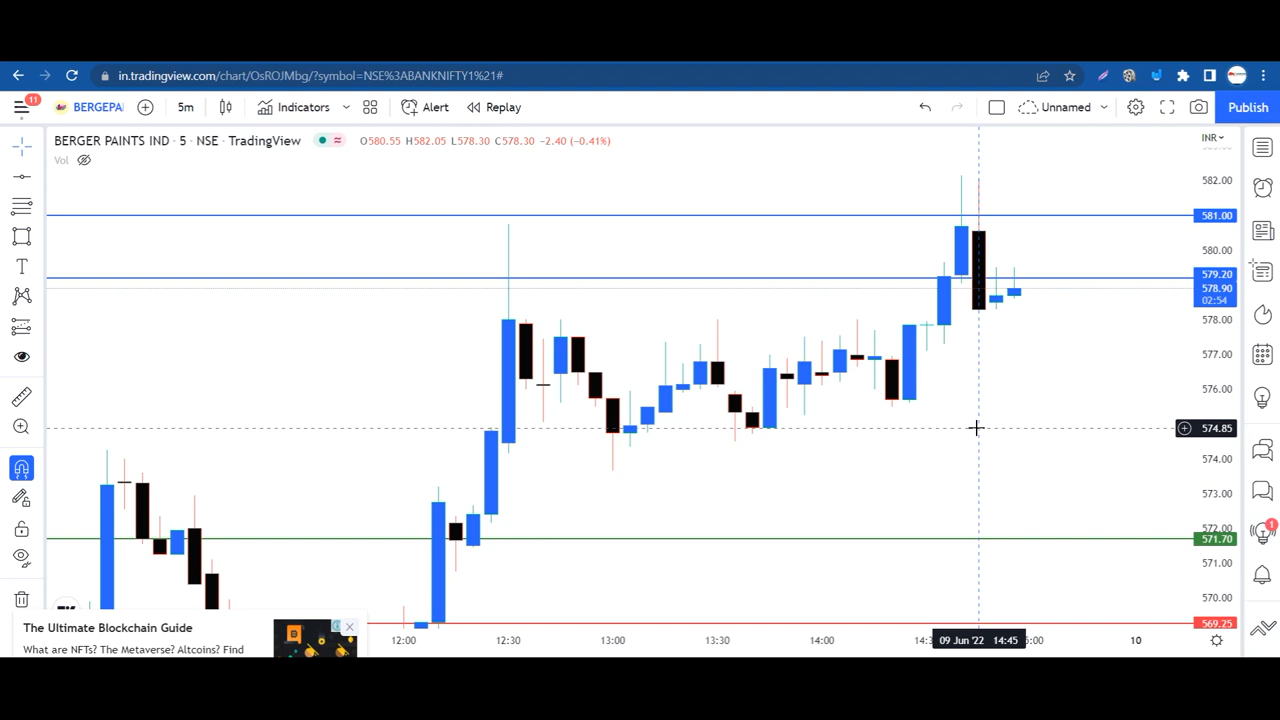 in.tradingview.com/chart/OsROJMbg/?symbol=NSE%3ABANKNIFTY1%21#
11
BERGEPA
5m
Indicators
Alert
Replay
Unnamed
Publish
BERGER PAINTS IND · 5 · NSE · TradingView
O580.55 H582.05 L578.30 C578.30 −2.40 (−0.41%)
Vol
INR
582.00
581.00
580.00
579.20
578.90
02:54
578.00
577.00
576.00
574.85
574.00
573.00
572.00
571.70
571.00
570.00
569.25
1
The Ultimate Blockchain Guide
What are NFTs? The Metaverse? Altcoins? Find
12:00
12:30
13:00
13:30
14:00
14:3
09 Jun '22 14:45
5:00
10